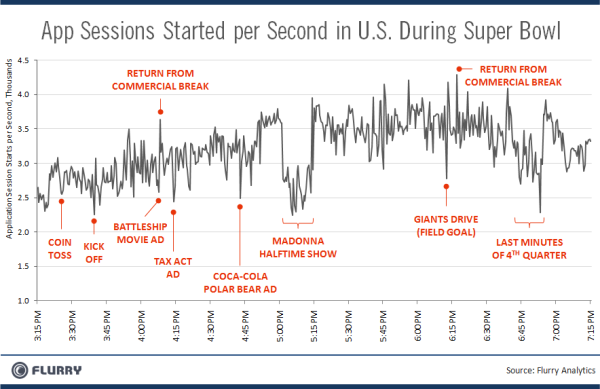 App Sessions Started per Second in U.S. During Super Bowl
Application Session Starts per Second, Thousands
4.5
4.0
3.5
3.0
2.5
2.0
1.5
1.0
RETURN FROM
COMMERCIAL BREAK
RETURN FROM
COMMERCIAL BREAK
COIN
TOSS
KICK
OFF
BATTLESHIP
MOVIE AD
TAX ACT
AD
COCA-COLA
POLAR BEAR AD
MADONNA
HALFTIME SHOW
GIANTS DRIVE
(FIELD GOAL)
LAST MINUTES
OF 4TH QUARTER
3:15 PM
3:30 PM
3:45 PM
4:00 PM
4:15 PM
4:30 PM
4:45 PM
5:00 PM
5:15 PM
5:30 PM
5:45 PM
6:00 PM
6:15 PM
6:30 PM
6:45 PM
7:00 PM
7:15 PM
FLURRY
Source: Flurry Analytics